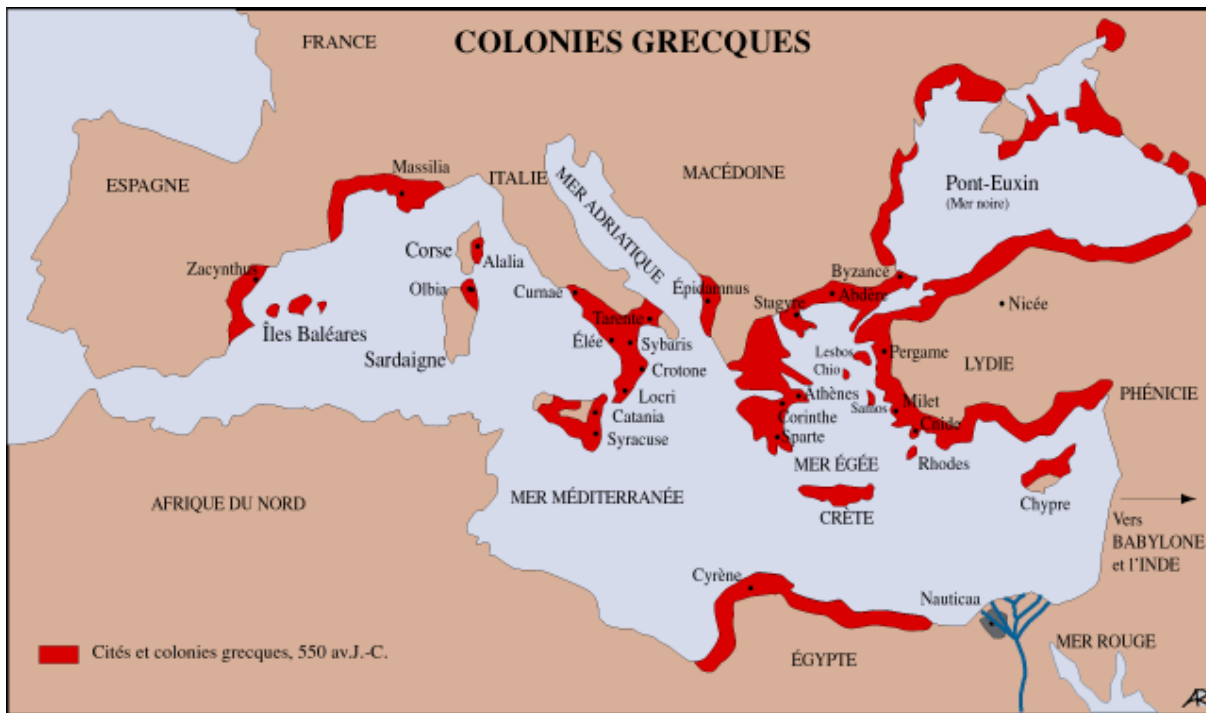 FRANCE
COLONIES GRECQUES
ESPAGNE
Massilia
ITALIE
MACÉDOINE
MER ADRIATIQUE
Pont-Euxin
(Mer noire)
Zacynthus
Corse
Alalia
Olbia
Cumae
Épidamnus
Byzance
Abdère
Stagyre
Nicée
Îles Baléares
Tarente
Élée
Sybaris
Sardaigne
Crotone
Lesbos
Chio
Pergame
LYDIE
Locri
Athènes
Samos
Milet
PHÉNICIE
Catania
Corinthe
Cnide
Syracuse
Sparte
MER ÉGÉE
Rhodes
AFRIQUE DU NORD
MER MÉDITERRANÉE
CRÈTE
Chypre
Vers
BABYLONE
et l'INDE
Cyrène
Nauticaa
Cités et colonies grecques, 550 av.J.-C.
ÉGYPTE
MER ROUGE